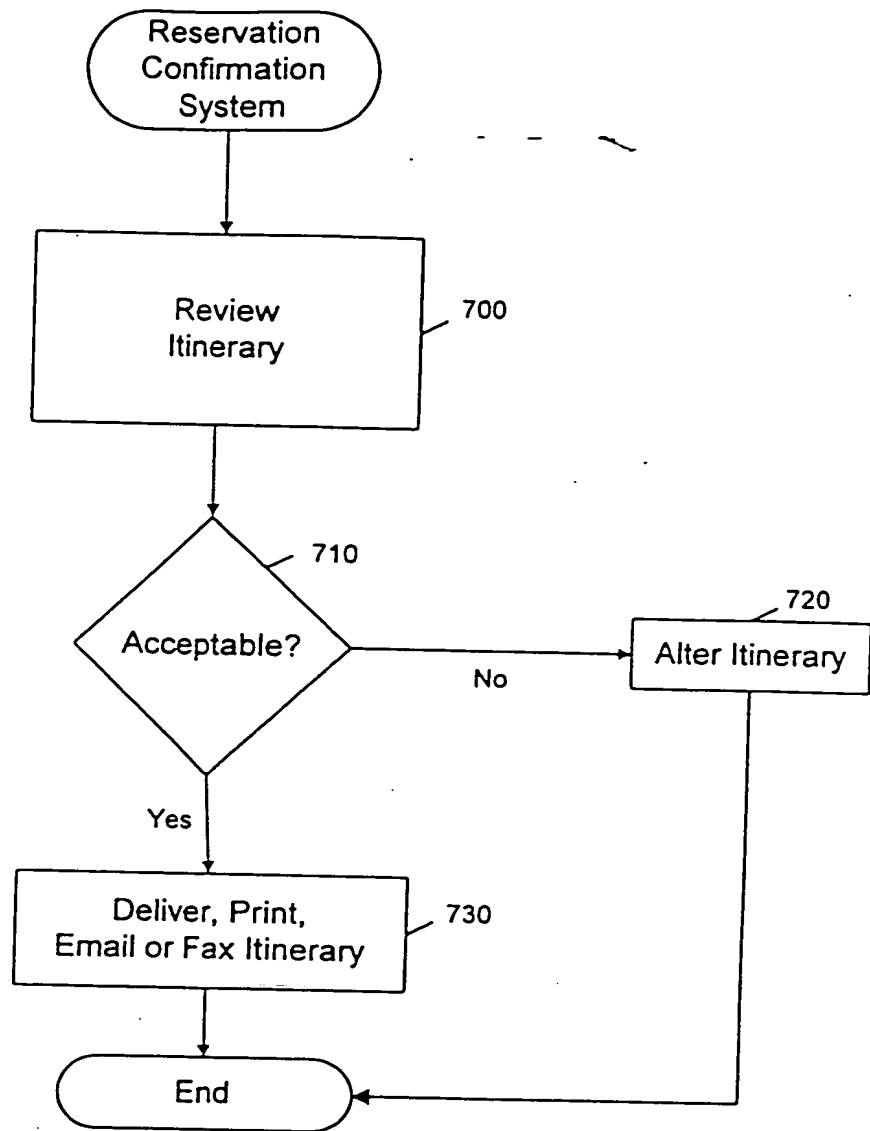 Reservation
Confirmation
System
Review
Itinerary
700
710
Acceptable?
No
720
Alter Itinerary
Yes
Deliver, Print,
Email or Fax Itinerary
730
End